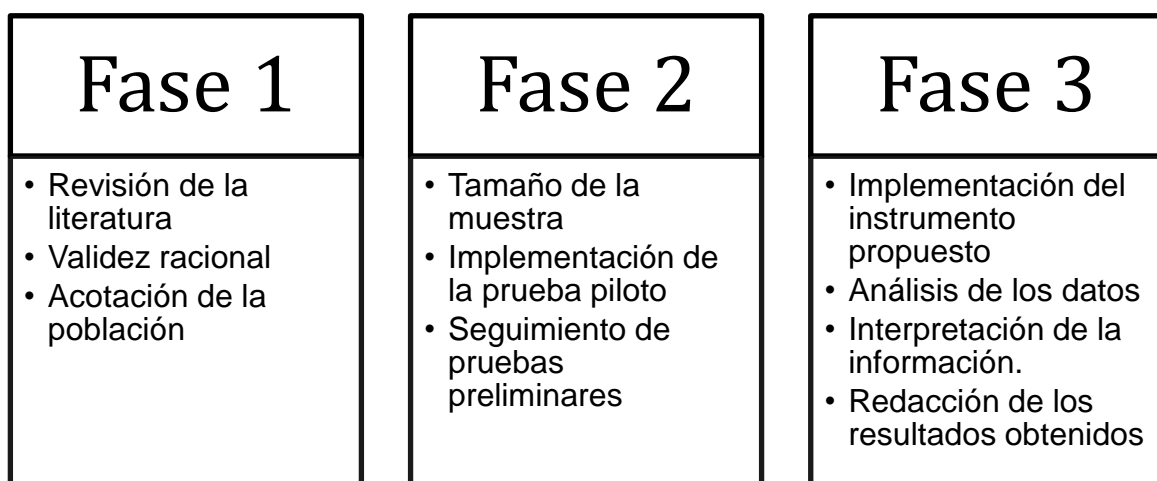 Fase 1
• Revisión de la
literatura
• Validez racional
• Acotación de la
población
Fase 2
• Tamaño de la
muestra
• Implementación de
la prueba piloto
• Seguimiento de
pruebas
preliminares
Fase 3
• Implementación del
instrumento
propuesto
• Análisis de los datos
• Interpretación de la
información.
• Redacción de los
resultados obtenidos